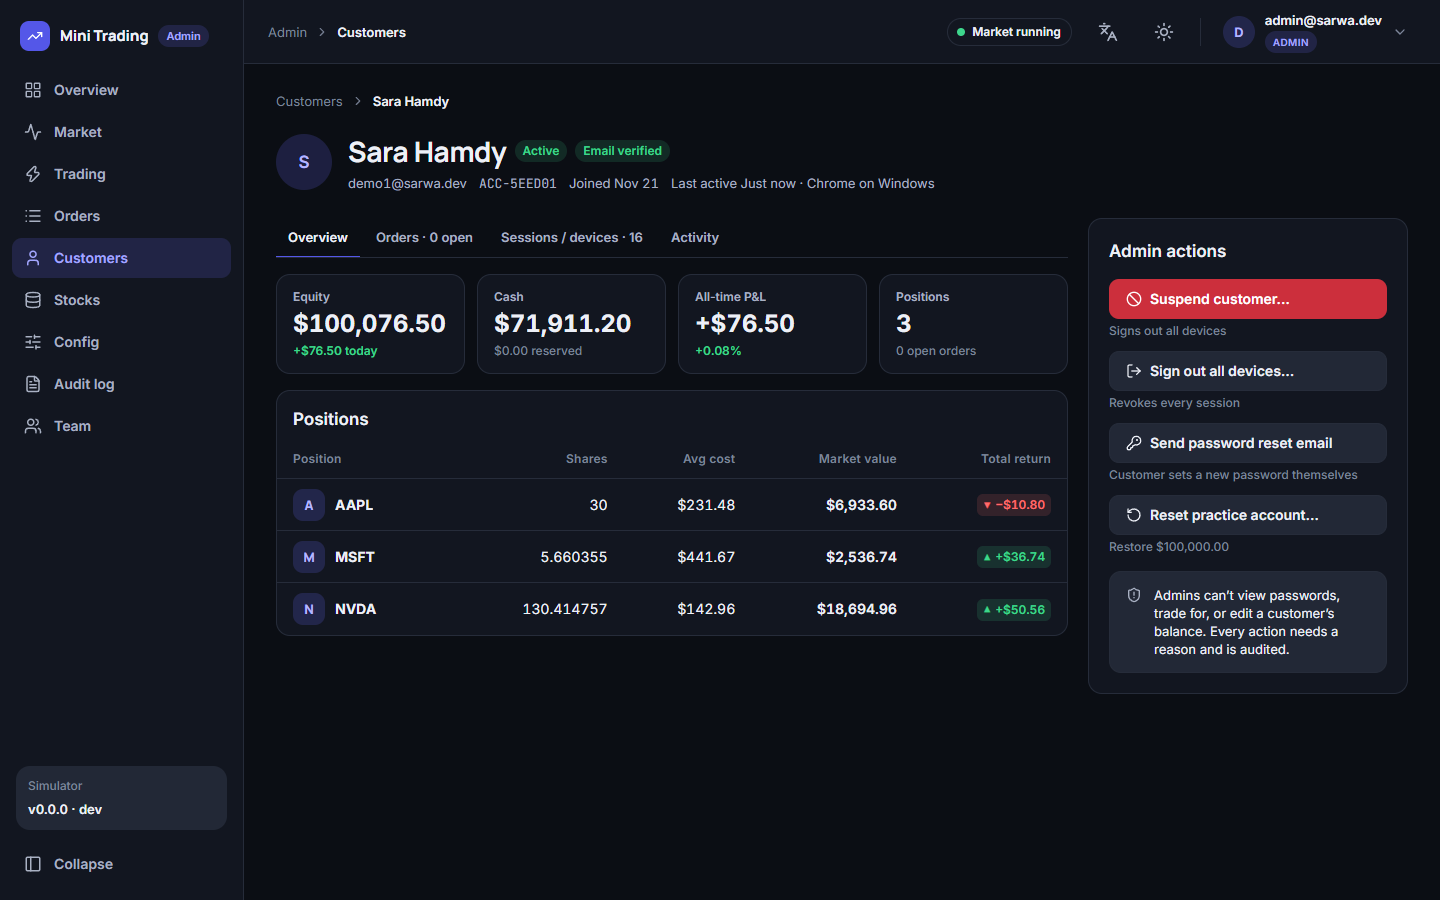 Mini Trading Admin
Overview
Market
Trading
Orders
Customers
Stocks
Config
Audit log
Team
Simulator
v0.0.0 · dev
Collapse
Admin > Customers
Market running
D
admin@sarwa.dev
ADMIN
Customers > Sara Hamdy
S
Sara Hamdy Active Email verified
demo1@sarwa.dev ACC-5EED01 Joined Nov 21 Last active Just now · Chrome on Windows
Overview Orders · 0 open Sessions / devices · 16 Activity
Equity
$100,076.50
+$76.50 today
Cash
$71,911.20
$0.00 reserved
All-time P&L
+$76.50
+0.08%
Positions
3
0 open orders
Positions
Position Shares Avg cost Market value Total return
A AAPL 30 $231.48 $6,933.60 ▼ −$10.80
M MSFT 5.660355 $441.67 $2,536.74 ▲ +$36.74
N NVDA 130.414757 $142.96 $18,694.96 ▲ +$50.56
Admin actions
Suspend customer...
Signs out all devices
Sign out all devices...
Revokes every session
Send password reset email
Customer sets a new password themselves
Reset practice account...
Restore $100,000.00
Admins can’t view passwords,
trade for, or edit a customer’s
balance. Every action needs a
reason and is audited.